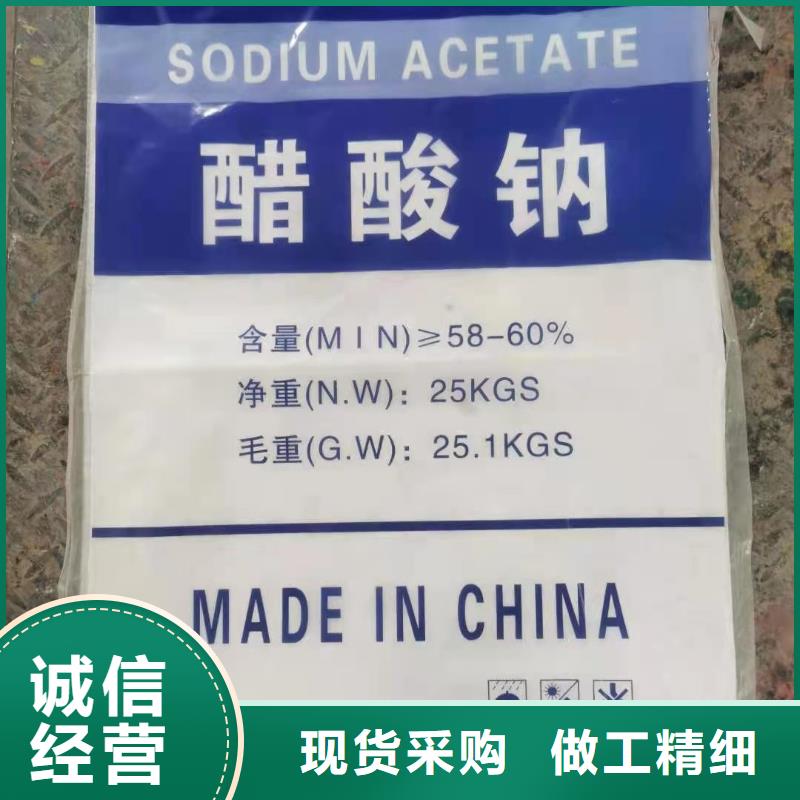 SODIUM ACETATE
醋酸钠
含量(MIN)≥58-60%
净重(N.W)：25KGS
毛重(G.W)：25.1KGS
MADE IN CHINA
诚信
经营
现货采购 做工精细